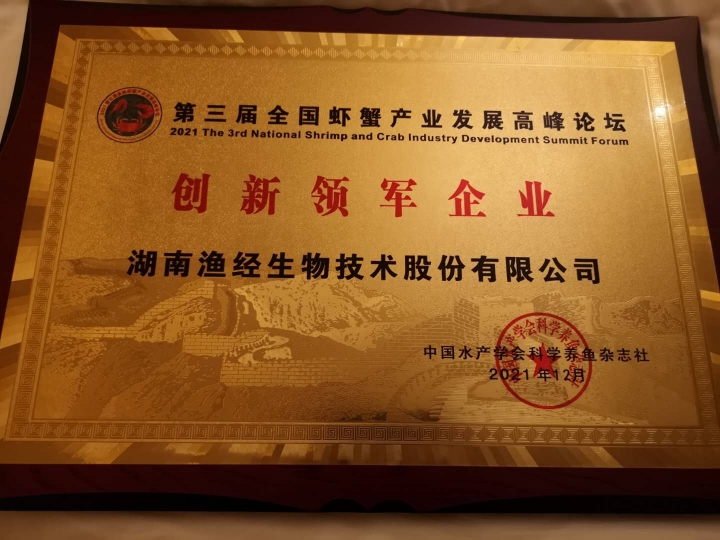 第三届全国虾蟹产业发展高峰论坛
2021 The 3rd National Shrimp and Crab Industry Development Summit Forum
创新领军企业
湖南渔经生物技术股份有限公司
中国水产学会科学养鱼杂志社
2021年12月